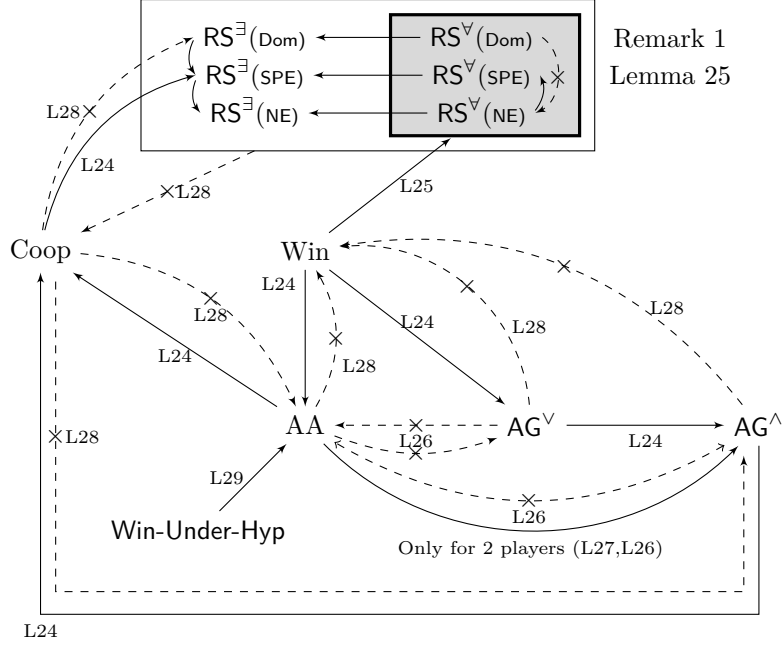 RS∃(Dom) RS∀(Dom) Remark 1
RS∃(SPE) RS∀(SPE) Lemma 25
RS∃(NE) RS∀(NE)
L28
L24
L28
L25
Coop Win
L24
L28
L24
L28
L24
L28
L28
AA AG∨ AG∧
L28
L26
L24
L29
L26
Win-Under-Hyp
Only for 2 players (L27,L26)
L24